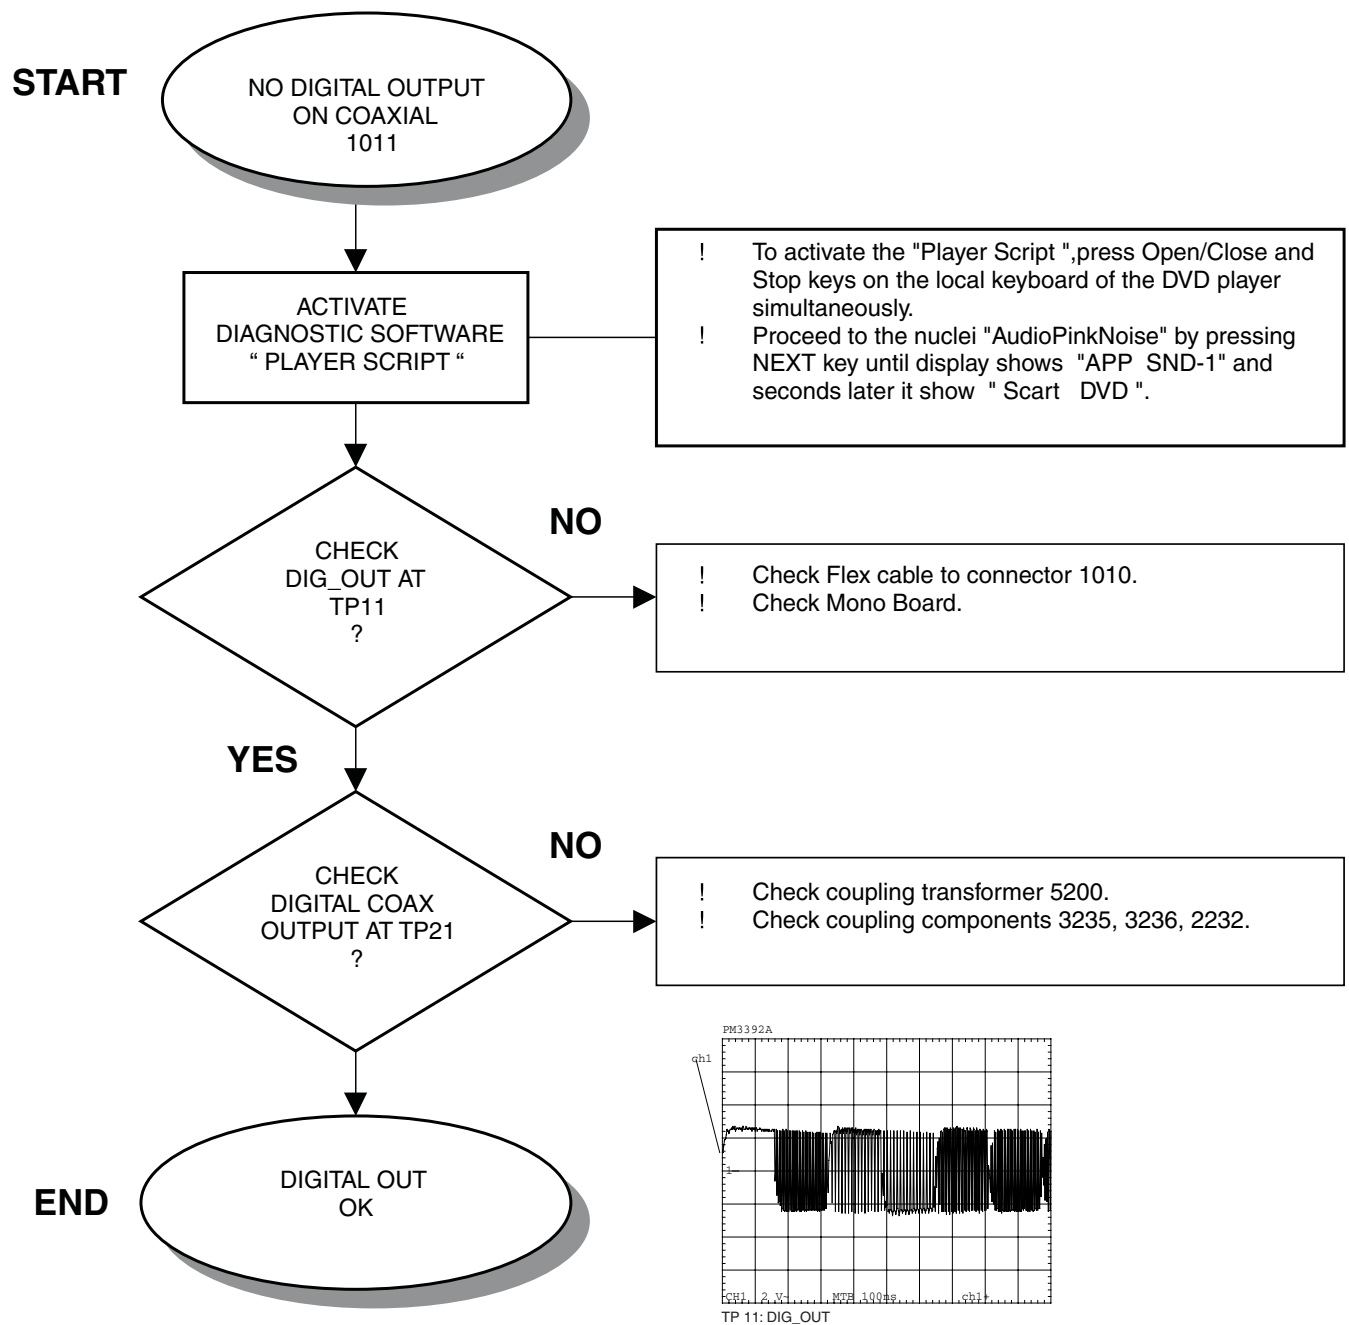 START
NO DIGITAL OUTPUT
ON COAXIAL
1011
ACTIVATE
DIAGNOSTIC SOFTWARE
“ PLAYER SCRIPT “
! To activate the "Player Script ",press Open/Close and
Stop keys on the local keyboard of the DVD player
simultaneously.
! Proceed to the nuclei "AudioPinkNoise" by pressing
NEXT key until display shows "APP SND-1" and
seconds later it show " Scart DVD ".
CHECK
DIG_OUT AT
TP11
?
NO
! Check Flex cable to connector 1010.
! Check Mono Board.
YES
CHECK
DIGITAL COAX
OUTPUT AT TP21
?
NO
! Check coupling transformer 5200.
! Check coupling components 3235, 3236, 2232.
END
DIGITAL OUT
OK
PM3392A
ch1
1-
CH1 2 V~ MTB 100ns ch1+
TP 11: DIG_OUT